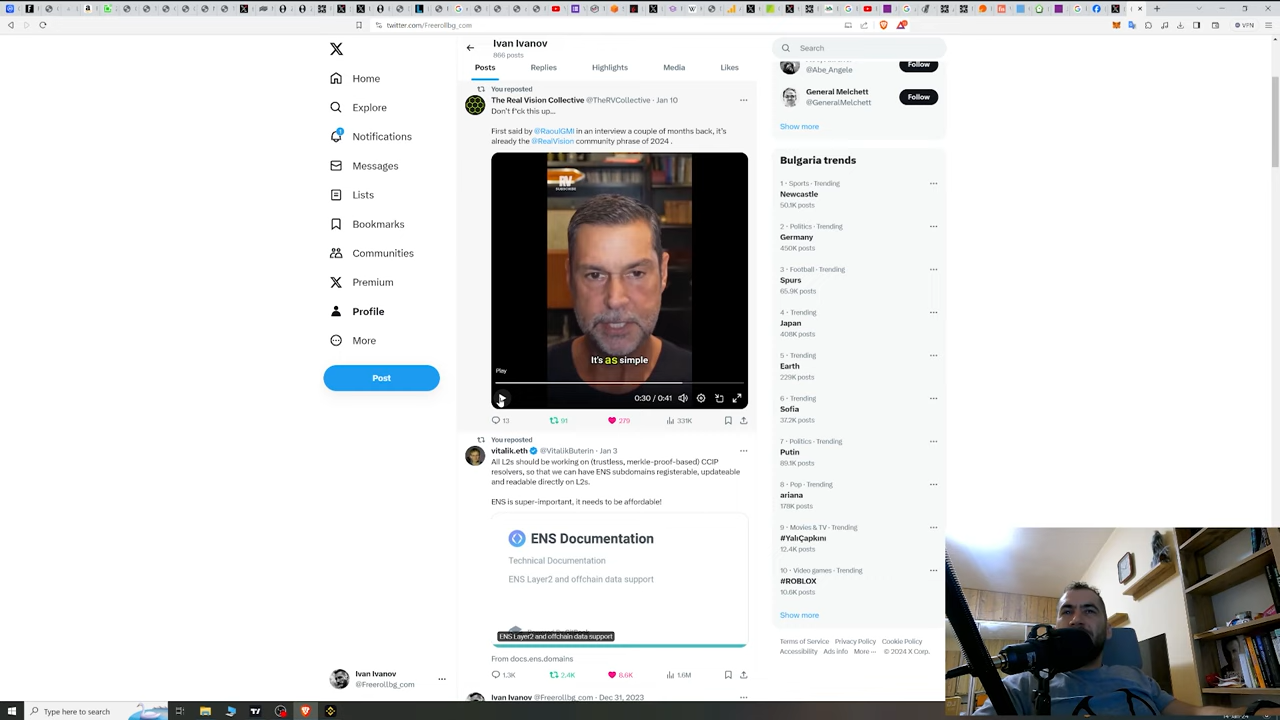 twitter.com/Freerollbg_com
VPN
Ivan Ivanov
866 posts
Posts
Replies
Highlights
Media
Likes
Home
Explore
1
Notifications
Messages
Lists
Bookmarks
Communities
Premium
Profile
More
Post
Ivan Ivanov
@Freerollbg_com
You reposted
The Real Vision Collective @TheRVCollective · Jan 10
Don't f*ck this up...
First said by @RaoulGMI in an interview a couple of months back, it's
already the @RealVision community phrase of 2024 .
RV
SUBSCRIBE
It's as simple
Play
0:30 / 0:41
13
91
279
331K
You reposted
vitalik.eth @VitalikButerin · Jan 3
All L2s should be working on (trustless, merkle-proof-based) CCIP
resolvers, so that we can have ENS subdomains registerable, updateable
and readable directly on L2s.
ENS is super-important, it needs to be affordable!
ENS Documentation
Technical Documentation
ENS Layer2 and offchain data support
ENS Layer2 and offchain data support
From docs.ens.domains
1.3K
2.4K
8.6K
1.6M
Ivan Ivanov @Freerollbg_com · Dec 31, 2023
Search
@Abe_Angele
Follow
General Melchett
@GeneralMelchett
Follow
Show more
Bulgaria trends
1 · Sports · Trending
Newcastle
50.1K posts
2 · Politics · Trending
Germany
450K posts
3 · Football · Trending
Spurs
65.9K posts
4 · Trending
Japan
408K posts
5 · Trending
Earth
229K posts
6 · Trending
Sofia
37.2K posts
7 · Politics · Trending
Putin
89.1K posts
8 · Pop · Trending
ariana
178K posts
9 · Movies & TV · Trending
#YalıÇapkını
12.4K posts
10 · Video games · Trending
#ROBLOX
10.6K posts
Show more
Terms of Service Privacy Policy Cookie Policy
Accessibility Ads info More ··· © 2024 X Corp.
Type here to search